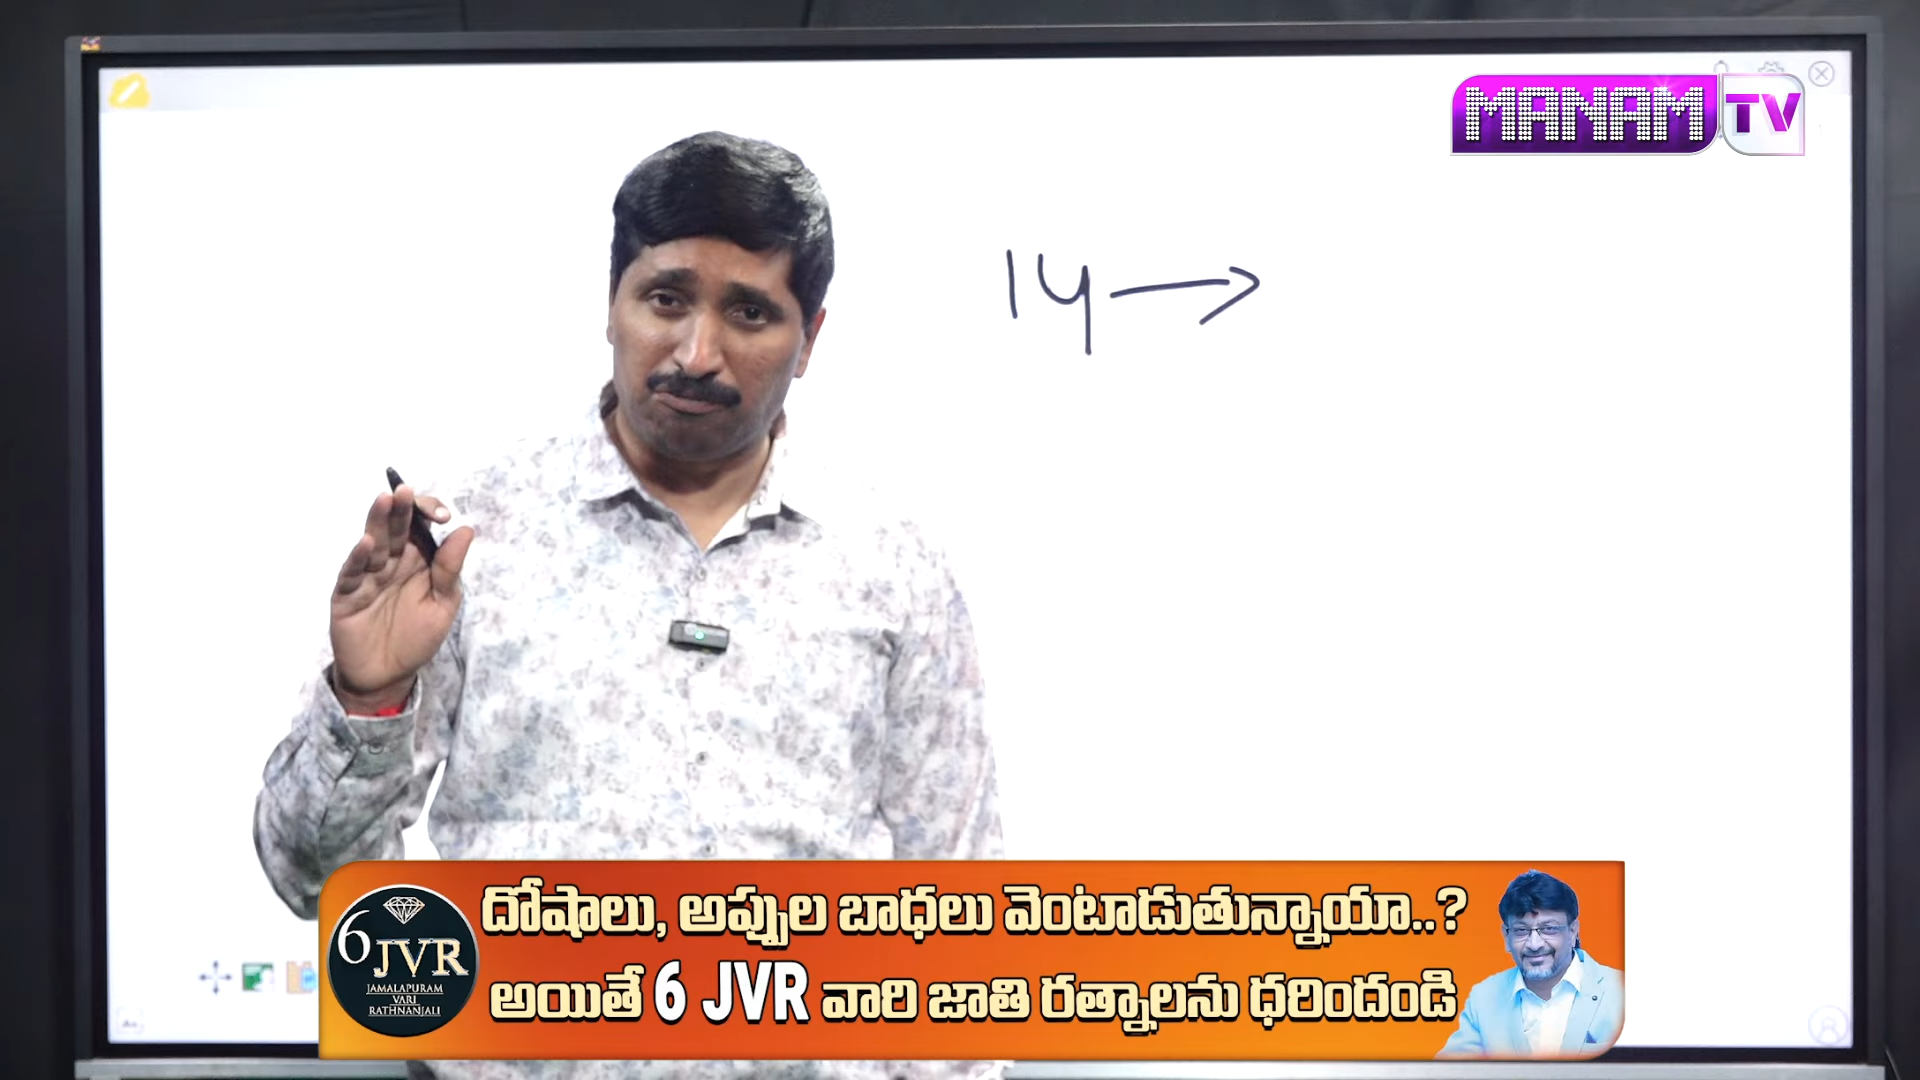 MANAM TV
14 →
దోషాలు, అప్పుల బాధలు వెంటాడుతున్నాయా..?
అయితే 6 JVR వారి జాతి రత్నాలను ధరించండి
6 JVR
JAMALAPURAM
VARI
RATHNANJALI